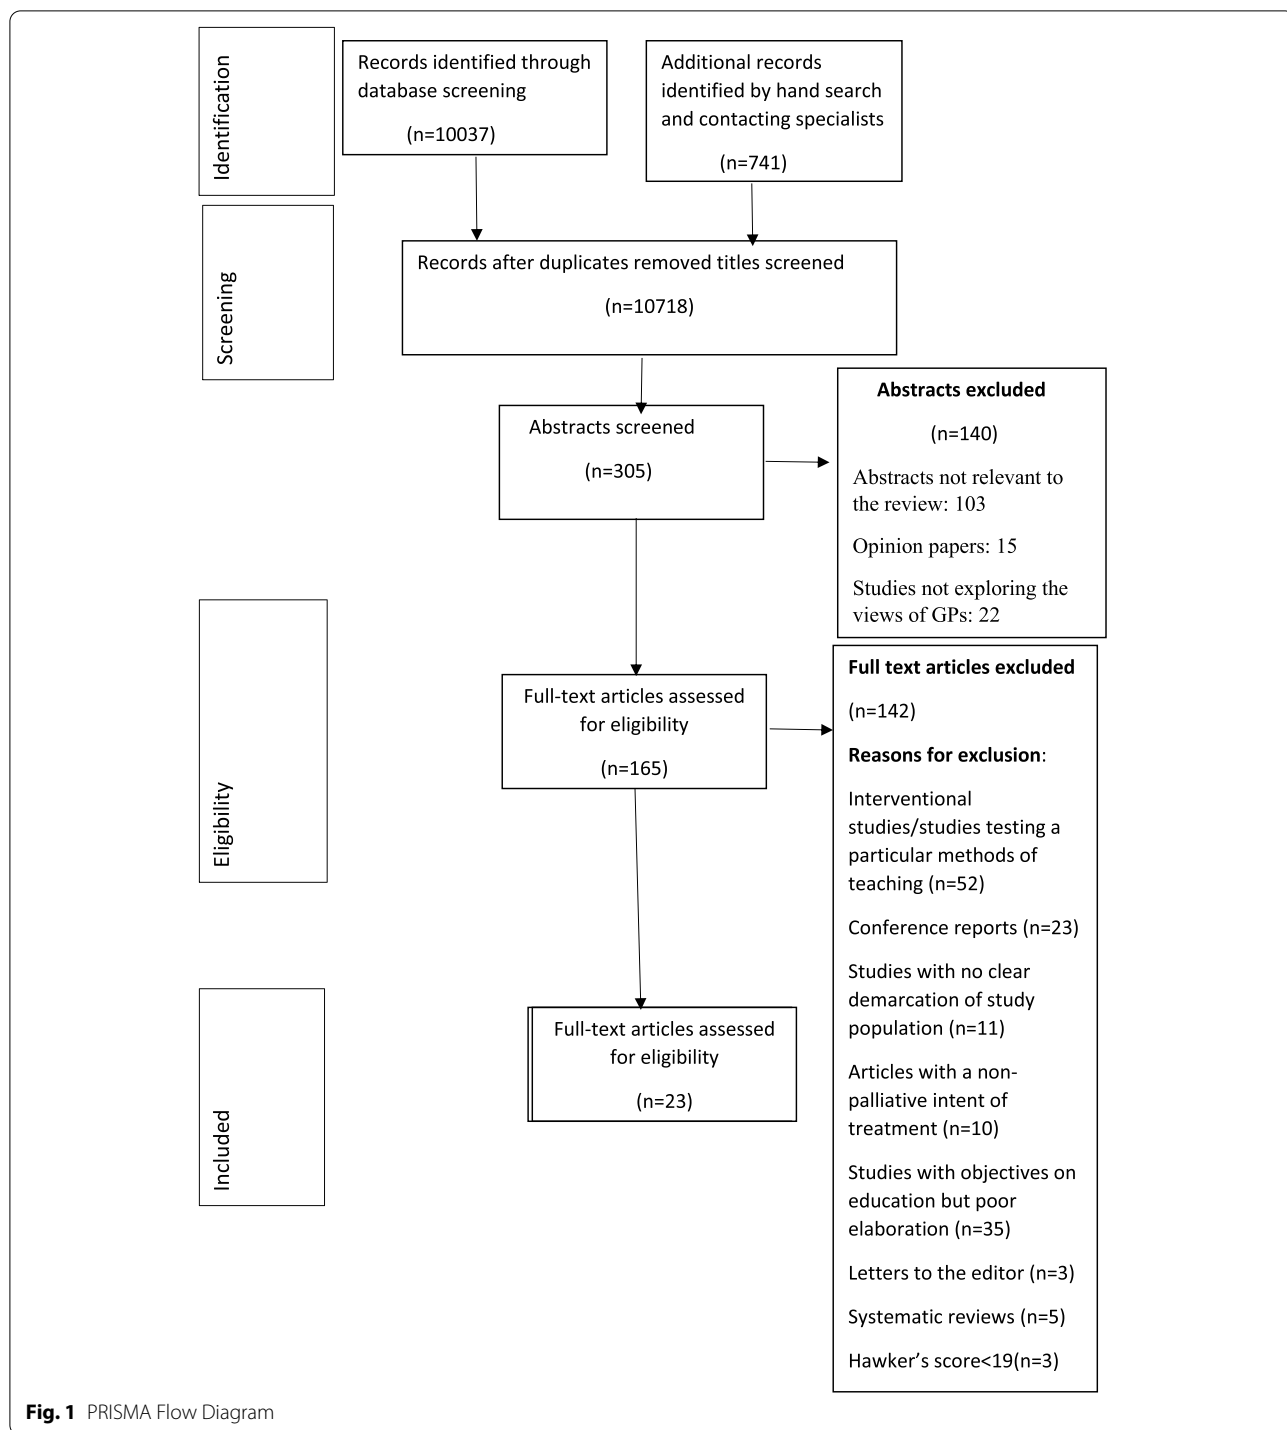 Identification
Records identified through
database screening
(n=10037)
Additional records
identified by hand search
and contacting specialists
(n=741)
Screening
Records after duplicates removed titles screened
(n=10718)
Abstracts screened
(n=305)
Abstracts excluded
(n=140)
Abstracts not relevant to
the review: 103
Opinion papers: 15
Studies not exploring the
views of GPs: 22
Eligibility
Full-text articles assessed
for eligibility
(n=165)
Full text articles excluded
(n=142)
Reasons for exclusion:
Interventional
studies/studies testing a
particular methods of
teaching (n=52)
Conference reports (n=23)
Studies with no clear
demarcation of study
population (n=11)
Articles with a non-
palliative intent of
treatment (n=10)
Studies with objectives on
education but poor
elaboration (n=35)
Letters to the editor (n=3)
Systematic reviews (n=5)
Hawker's score<19(n=3)
Included
Full-text articles assessed
for eligibility
(n=23)
Fig. 1 PRISMA Flow Diagram